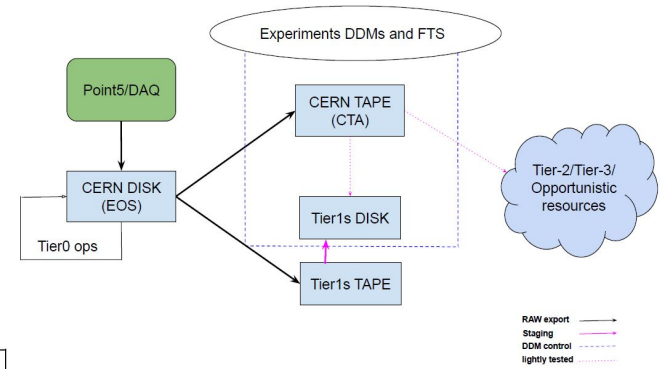 Experiments DDMs and FTS
Point5/DAQ
CERN TAPE
(CTA)
CERN DISK
(EOS)
Tier-2/Tier-3/
Opportunistic
resources
Tier1s DISK
Tier0 ops
Tier1s TAPE
RAW export
Staging
DDM control
lightly tested